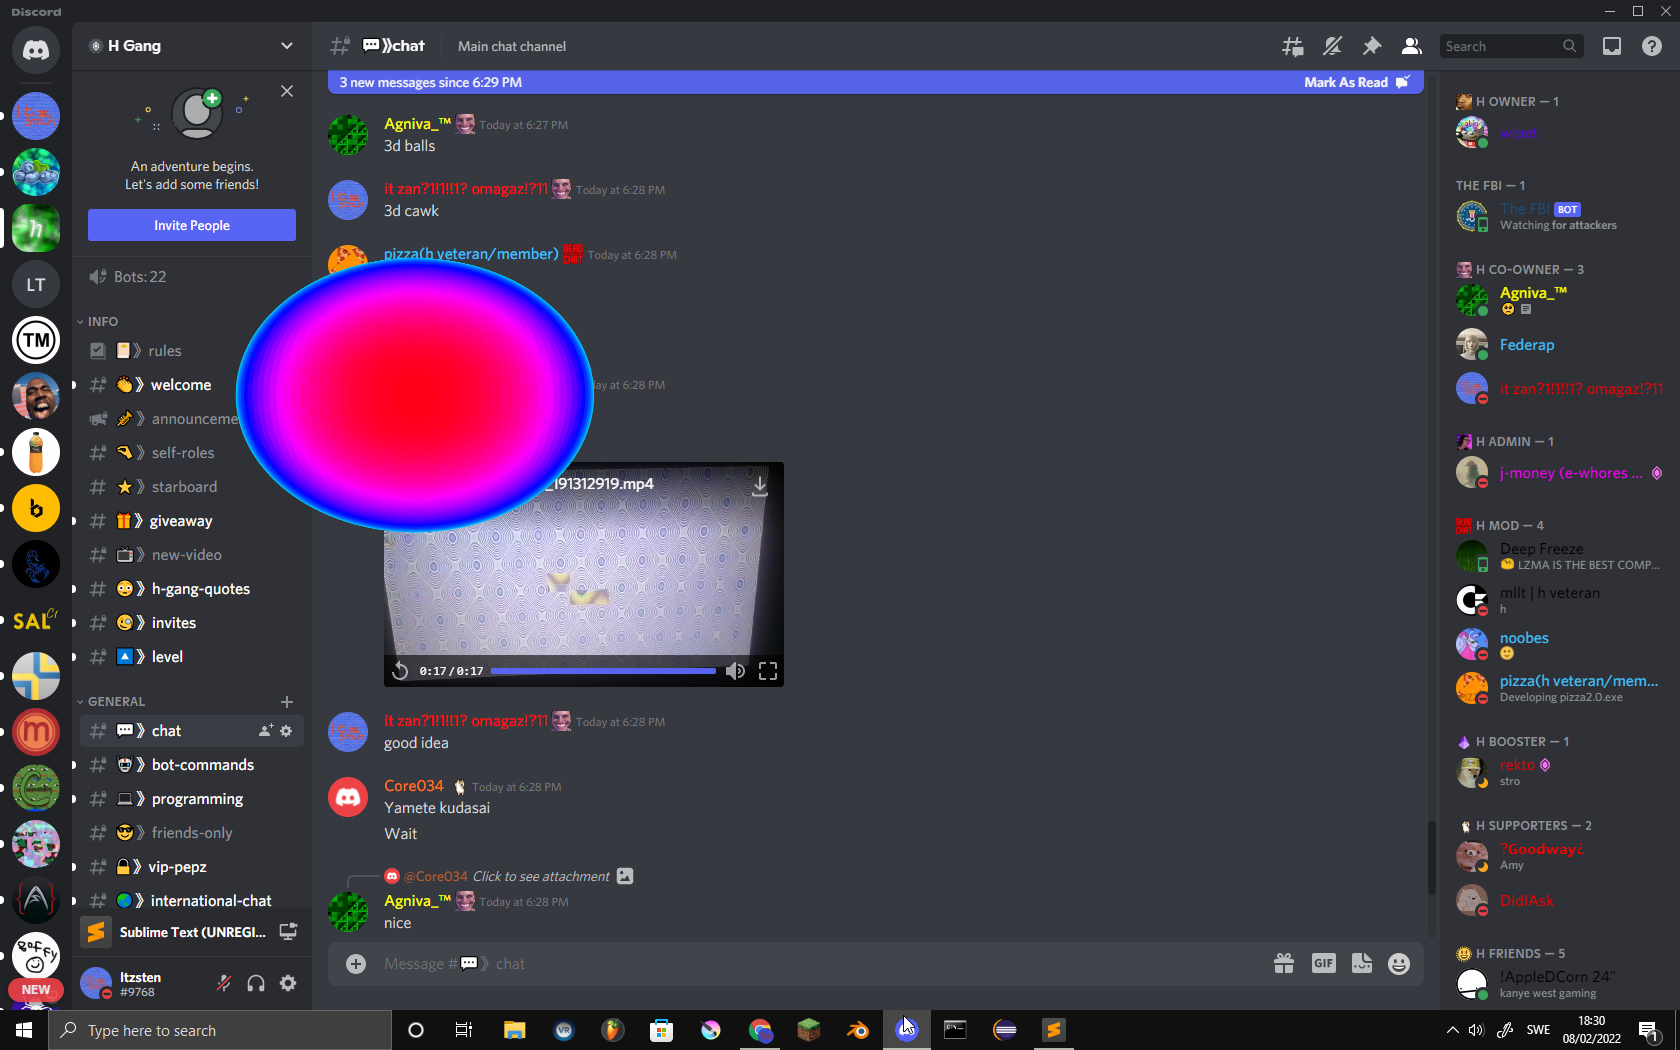 Discord
H Gang
chat
Main chat channel
Search
An adventure begins.
Let's add some friends!
Invite People
Bots: 22
INFO
rules
welcome
announceme
self-roles
starboard
giveaway
new-video
h-gang-quotes
invites
level
GENERAL
chat
bot-commands
programming
friends-only
vip-pepz
international-chat
Sublime Text (UNREGI...
Itzsten
#9768
LT
TM
b
SAL Cr
m
BoFFy
NEW
3 new messages since 6:29 PM
Mark As Read
Agniva_™ Today at 6:27 PM
3d balls
it zan?1!1!!1? omagaz!?11 Today at 6:28 PM
3d cawk
pizza(h veteran/member) DEAD CHAT Today at 6:28 PM
ay at 6:28 PM
_191312919.mp4
0:17/0:17
it zan?1!1!!1? omagaz!?11 Today at 6:28 PM
good idea
Core034 Today at 6:28 PM
Yamete kudasai
Wait
@Core034 Click to see attachment
Agniva_™ Today at 6:28 PM
nice
Message # chat
GIF
H OWNER — 1
wipet
THE FBI — 1
The FBI BOT
Watching for attackers
H CO-OWNER — 3
Agniva_™
Federap
it zan?1!1!!1? omagaz!?11
H ADMIN — 1
j-money (e-whores ...
H MOD — 4
Deep Freeze
LZMA IS THE BEST COMP...
mllt | h veteran
h
noobes
pizza(h veteran/mem...
Developing pizza2.0.exe
H BOOSTER — 1
rekto
stro
H SUPPORTERS — 2
?Goodway¿
Amy
DidIAsk
H FRIENDS — 5
!AppleDCorn 24"
kanye west gaming
Type here to search
VR
SWE
18:30
08/02/2022
1